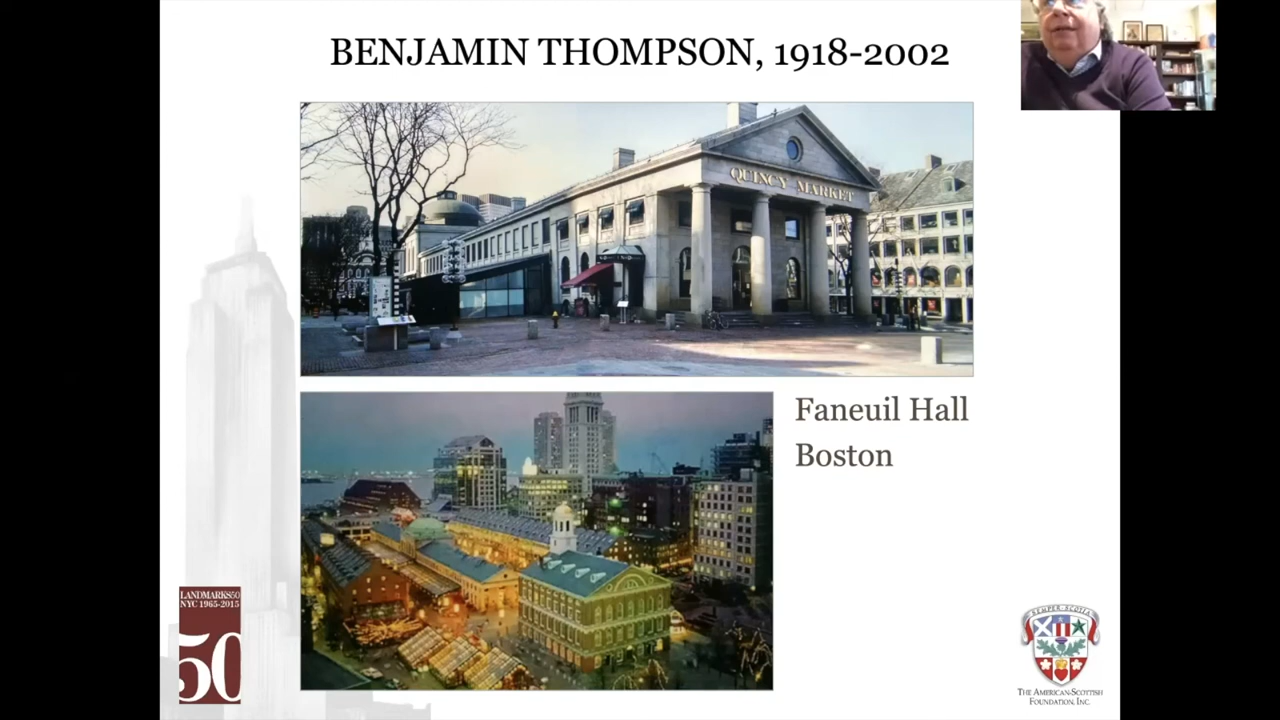 BENJAMIN THOMPSON, 1918-2002
QUINCY MARKET
Faneuil Hall
Boston
LANDMARKS50
NYC 1965-2015
50
SEMPER SCOTIA
THE AMERICAN-SCOTTISH
FOUNDATION, INC.